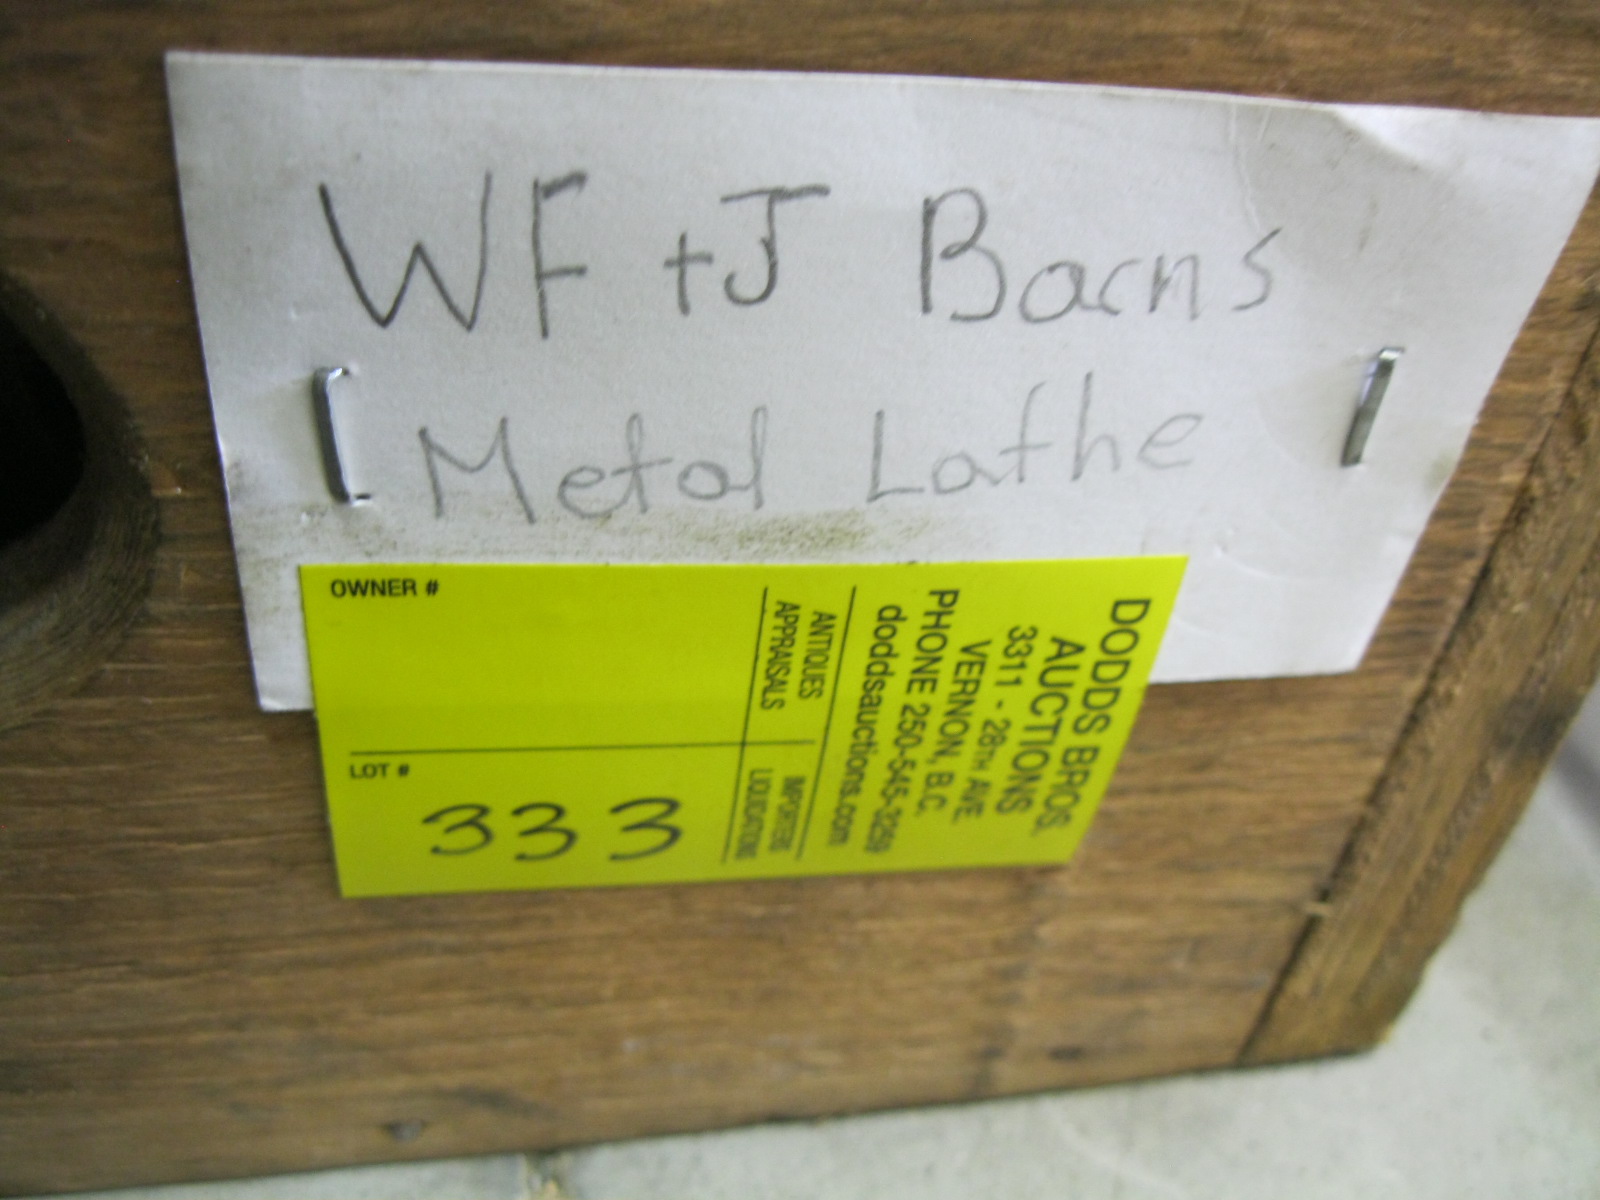 WF + J Barns
Metal Lathe
OWNER #
LOT #
333
ANTIQUES
APPRAISALS
IMPORTERS
LIQUIDATIONS
DODDS BROS.
AUCTIONS
3311 - 28TH AVE.
VERNON, B.C.
PHONE 250-545-3259
doddsauctions.com